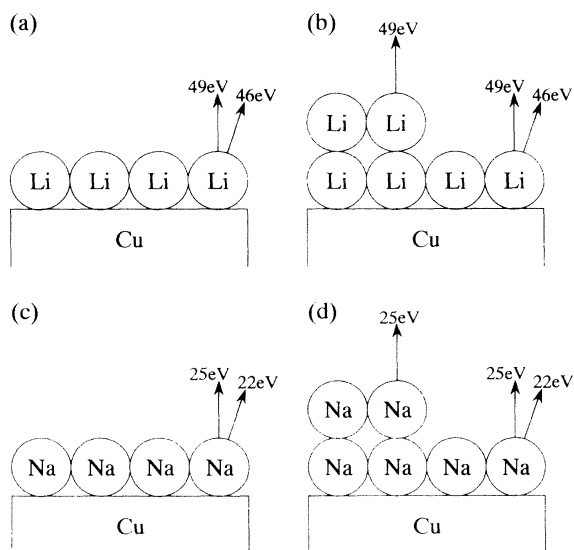 (a)
49eV 46eV
Li Li Li Li
Cu
(b)
49eV
Li Li
49eV 46eV
Li Li Li Li
Cu
(c)
25eV 22eV
Na Na Na Na
Cu
(d)
25eV
Na Na
25eV 22eV
Na Na Na Na
Cu